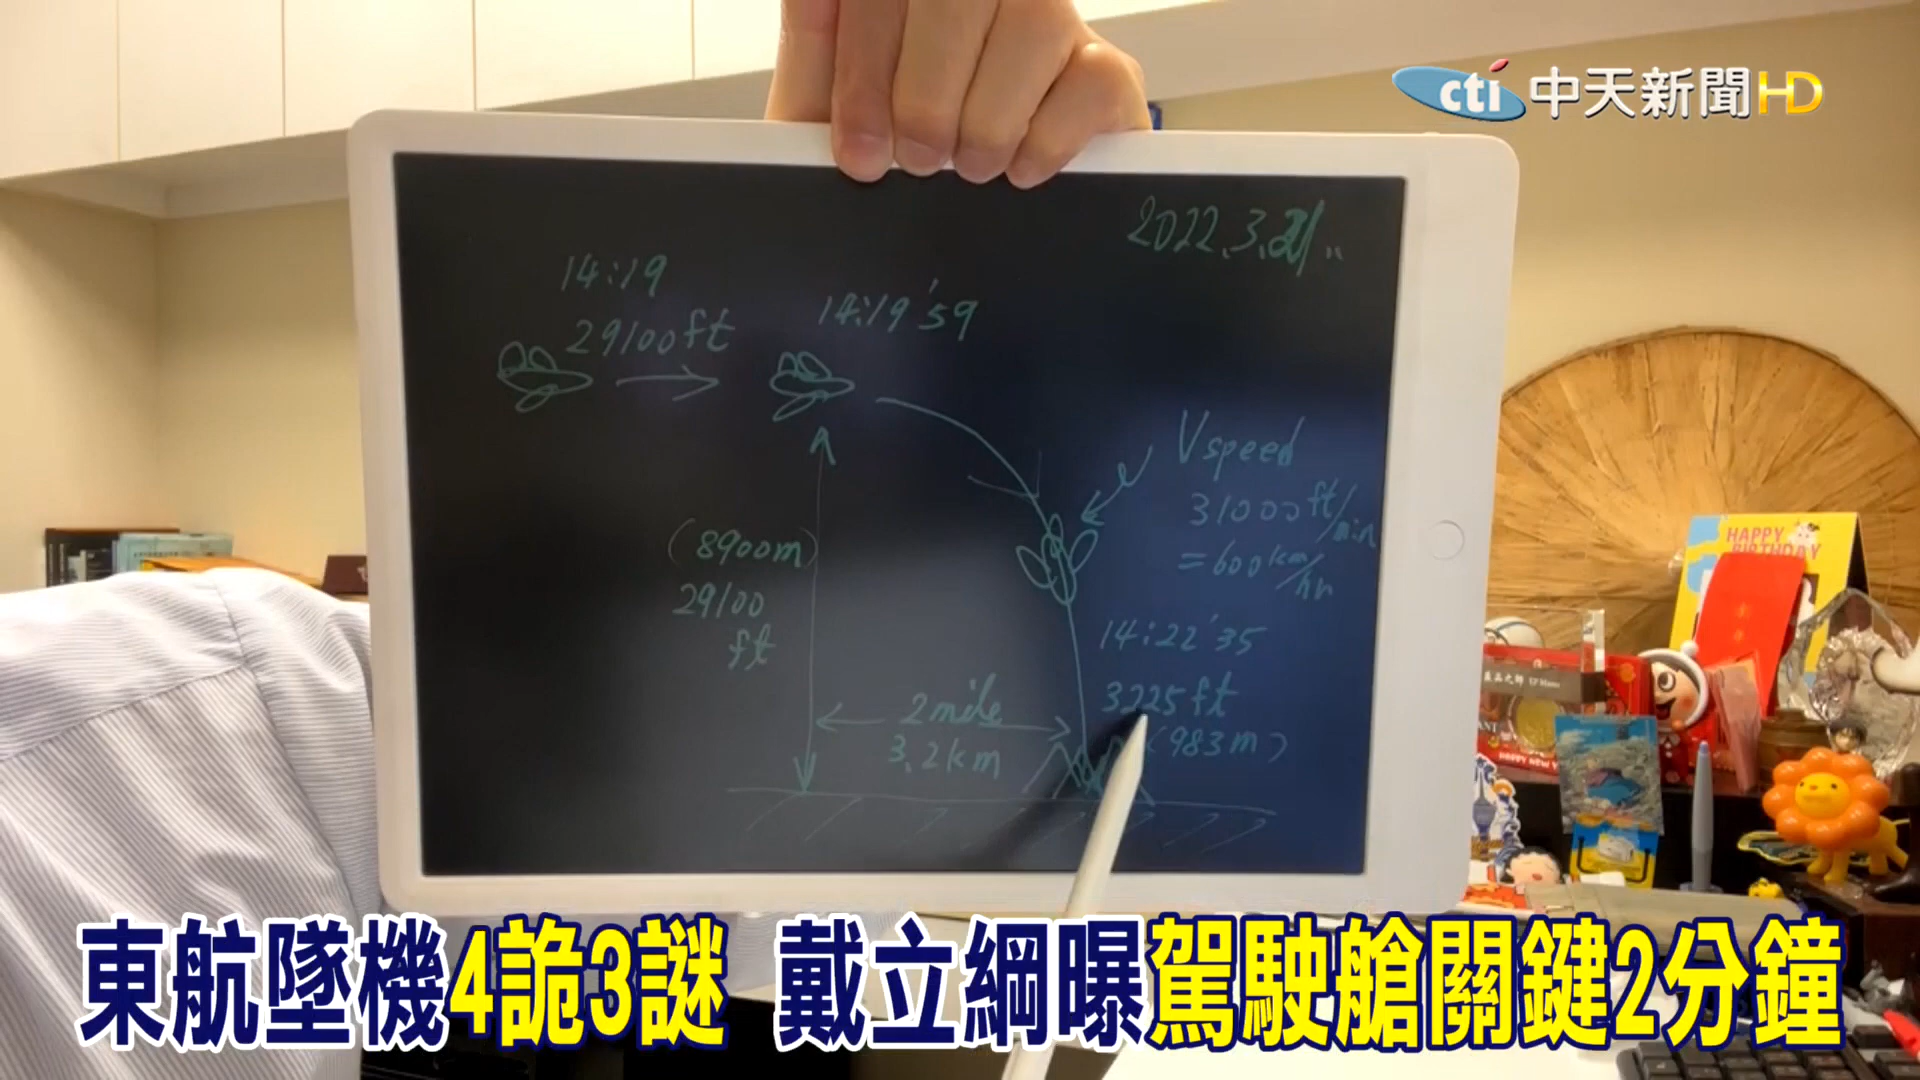 cti 中天新聞HD
2022.3.21
14:19
29100ft
14:19'59
Vspeed
31000ft/min
=600km/hr
(8900m)
29100
ft
14:22'35
3225ft
(983m)
2mile
3.2km
HAPPY
BIRTHDAY
東航墜機4詭3謎 戴立綱曝駕駛艙關鍵2分鐘